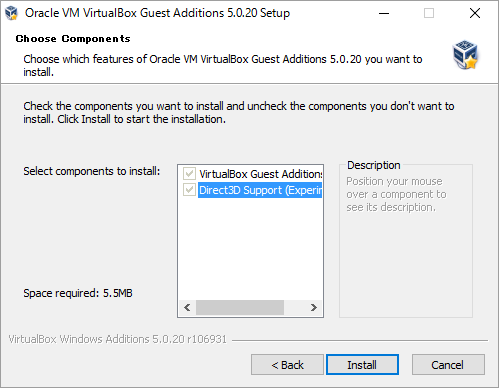 Oracle VM VirtualBox Guest Additions 5.0.20 Setup
Choose Components
Choose which features of Oracle VM VirtualBox Guest Additions 5.0.20 you want to
install.
Check the components you want to install and uncheck the components you don't want to
install. Click Install to start the installation.
Select components to install:
VirtualBox Guest Additions
Direct3D Support (Experin
Description
Position your mouse
over a component to
see its description.
Space required: 5.5MB
VirtualBox Windows Additions 5.0.20 r106931
< Back
Install
Cancel